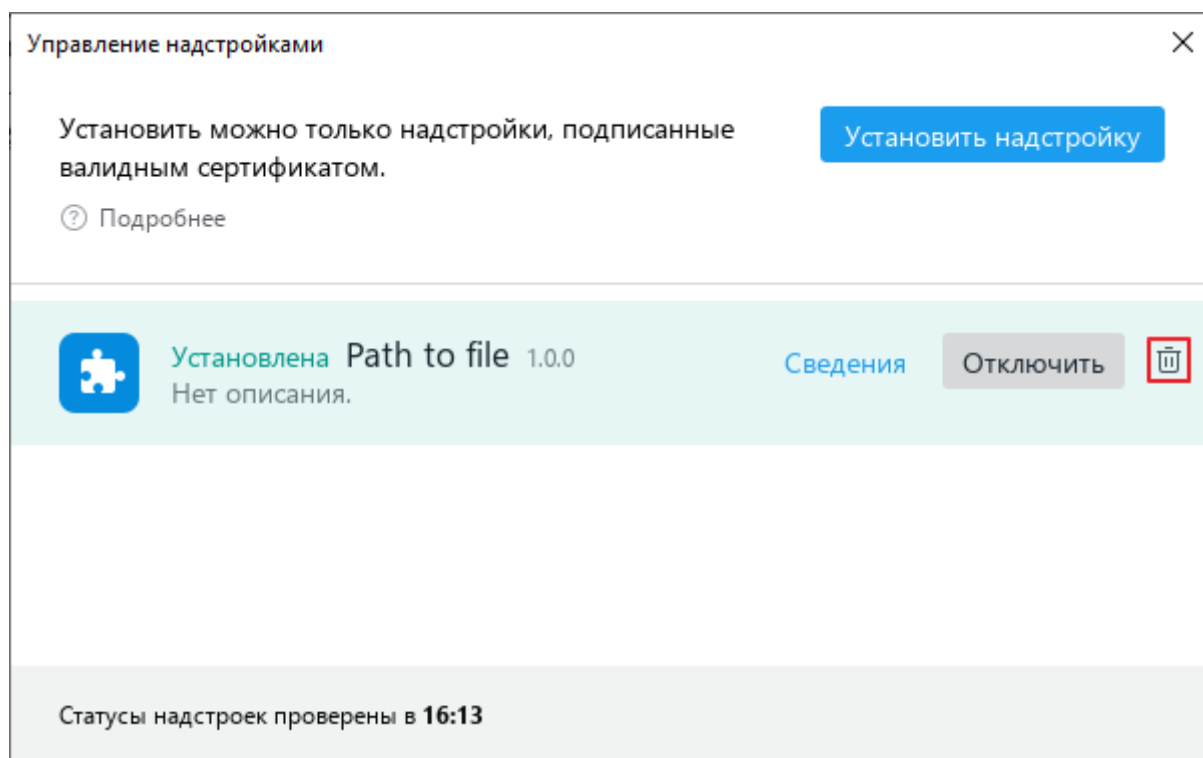 Управление надстройками
Установить можно только надстройки, подписанные
валидным сертификатом.
Установить надстройку
? Подробнее
Установлена Path to file 1.0.0
Нет описания.
Сведения
Отключить
Статусы надстроек проверены в 16:13